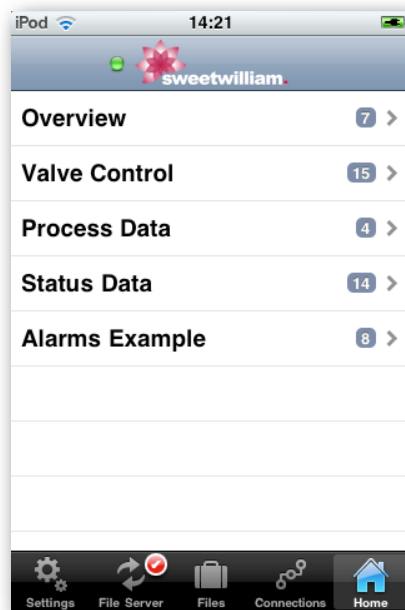 iPod 14:21
sweetwilliam.
Overview 7
Valve Control 15
Process Data 4
Status Data 14
Alarms Example 8
Settings File Server Files Connections Home